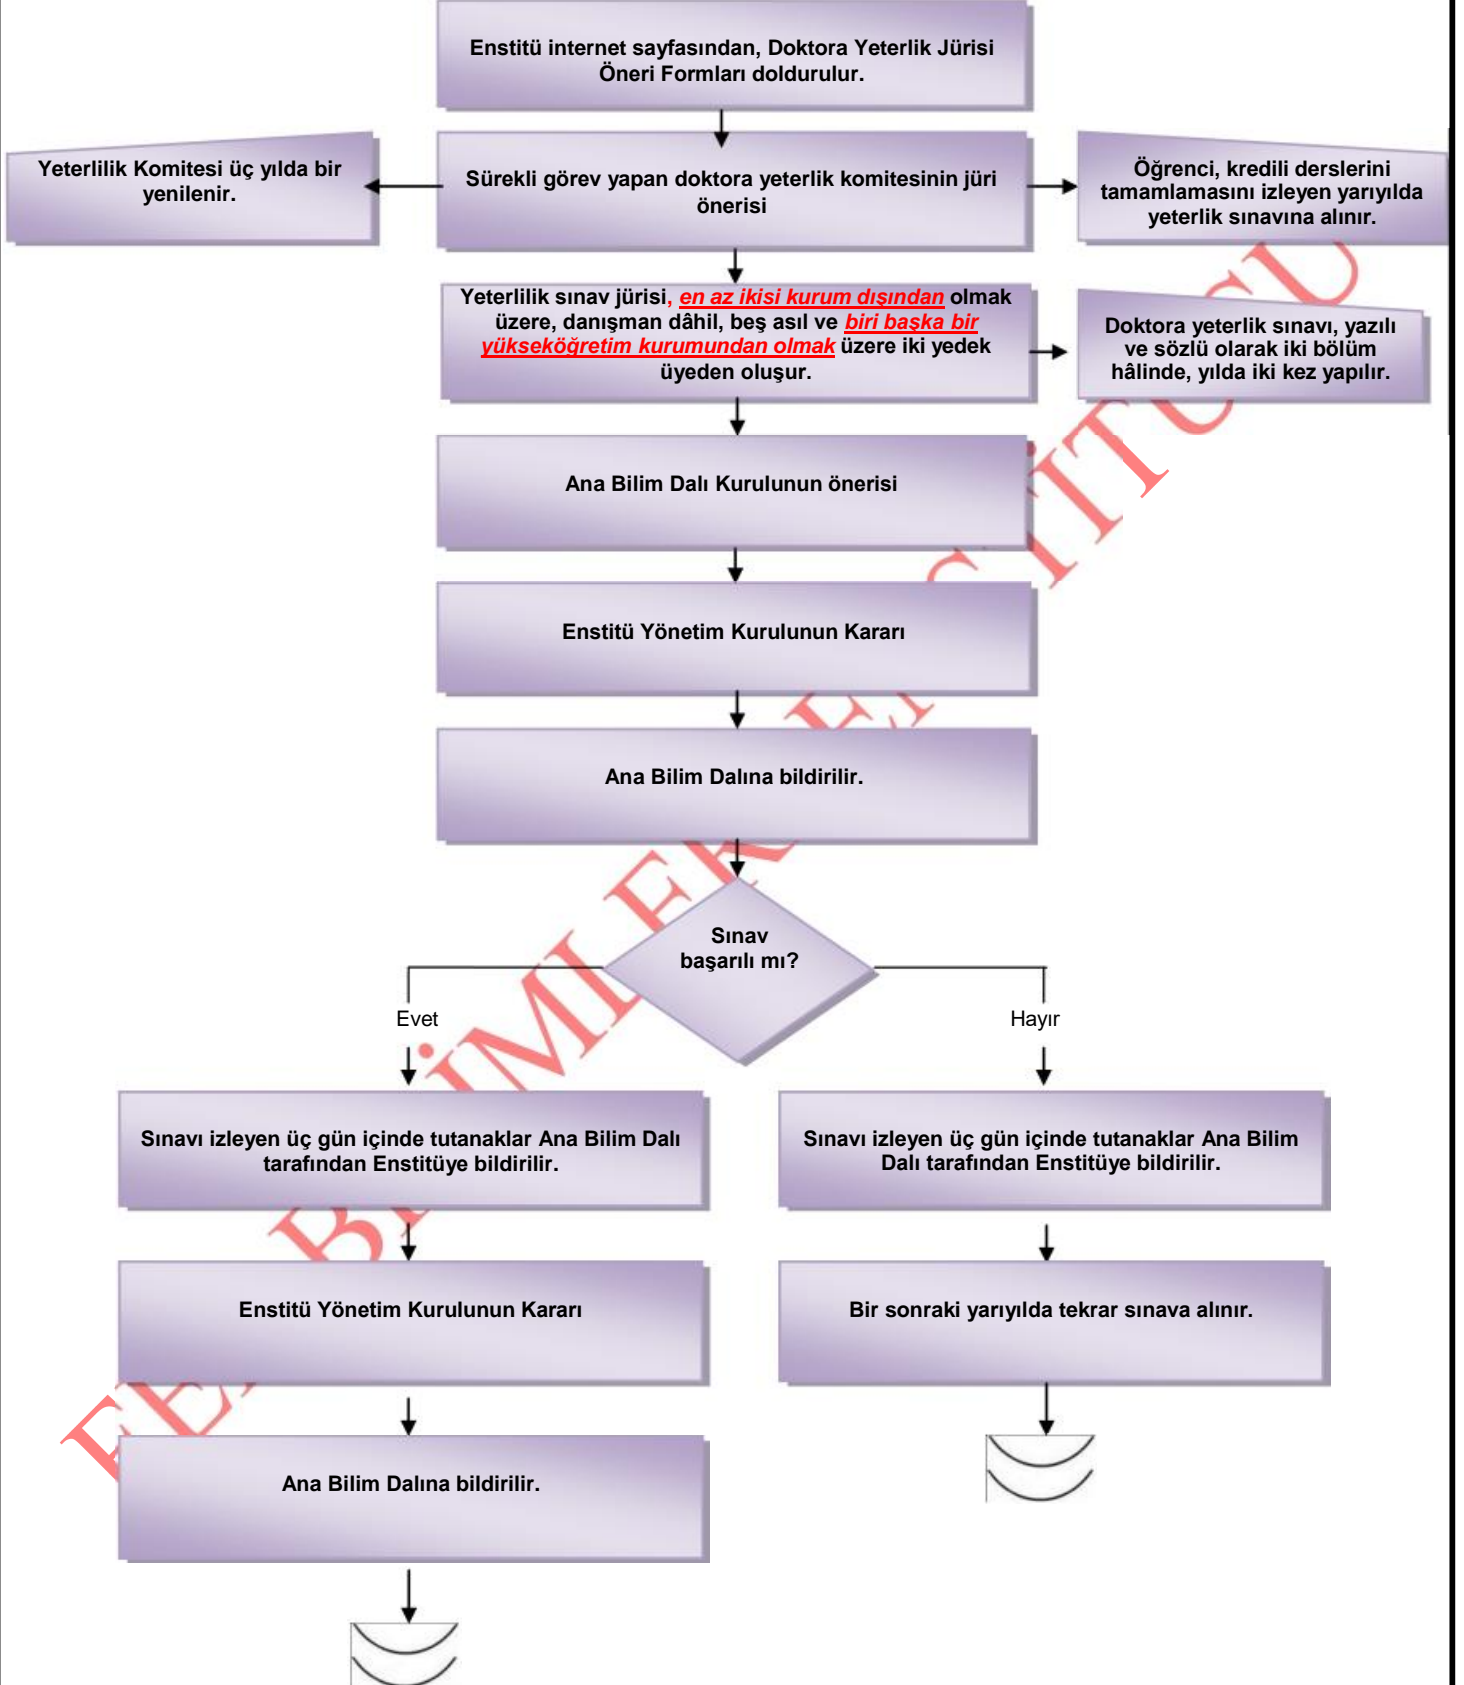 Enstitü internet sayfasından, Doktora Yeterlik Jürisi
Öneri Formları doldurulur.
Yeterlilik Komitesi üç yılda bir
yenilenir.
Sürekli görev yapan doktora yeterlik komitesinin jüri
önerisi
Öğrenci, kredili derslerini
tamamlamasını izleyen yarıyılda
yeterlik sınavına alınır.
Yeterlilik sınav jürisi, en az ikisi kurum dışından olmak
üzere, danışman dâhil, beş asıl ve biri başka bir
yükseköğretim kurumundan olmak üzere iki yedek
üyeden oluşur.
Doktora yeterlik sınavı, yazılı
ve sözlü olarak iki bölüm
hâlinde, yılda iki kez yapılır.
Ana Bilim Dalı Kurulunun önerisi
Enstitü Yönetim Kurulunun Kararı
Ana Bilim Dalına bildirilir.
Sınav
başarılı mı?
Evet
Hayır
Sınavı izleyen üç gün içinde tutanaklar Ana Bilim Dalı
tarafından Enstitüye bildirilir.
Sınavı izleyen üç gün içinde tutanaklar Ana Bilim
Dalı tarafından Enstitüye bildirilir.
Enstitü Yönetim Kurulunun Kararı
Bir sonraki yarıyılda tekrar sınava alınır.
Ana Bilim Dalına bildirilir.